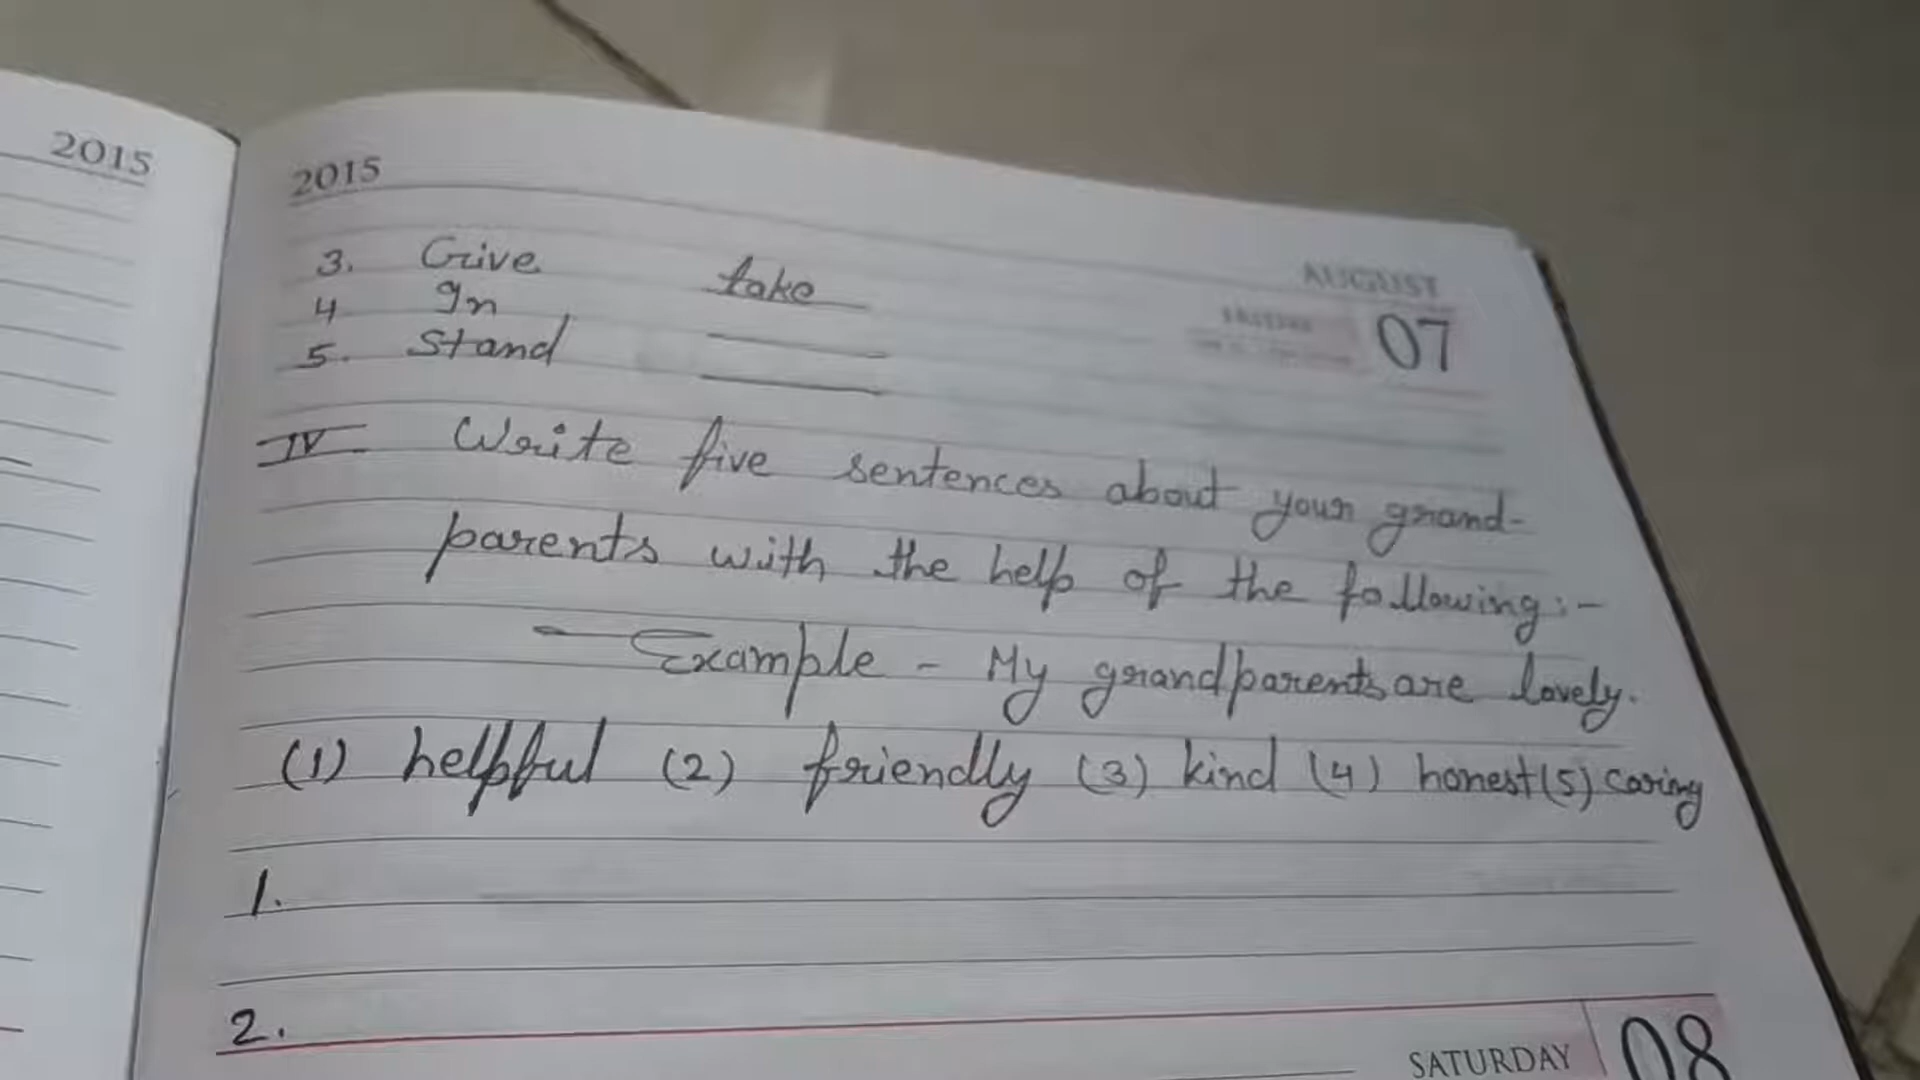 2015
2015
AUGUST
07
3. Give take
4 In
5. Stand
IV Write five sentences about your grand-
parents with the help of the following:-
Example - My grandparents are lovely.
(1) helpful (2) friendly (3) kind (4) honest (5) caring
1.
2.
SATURDAY 08